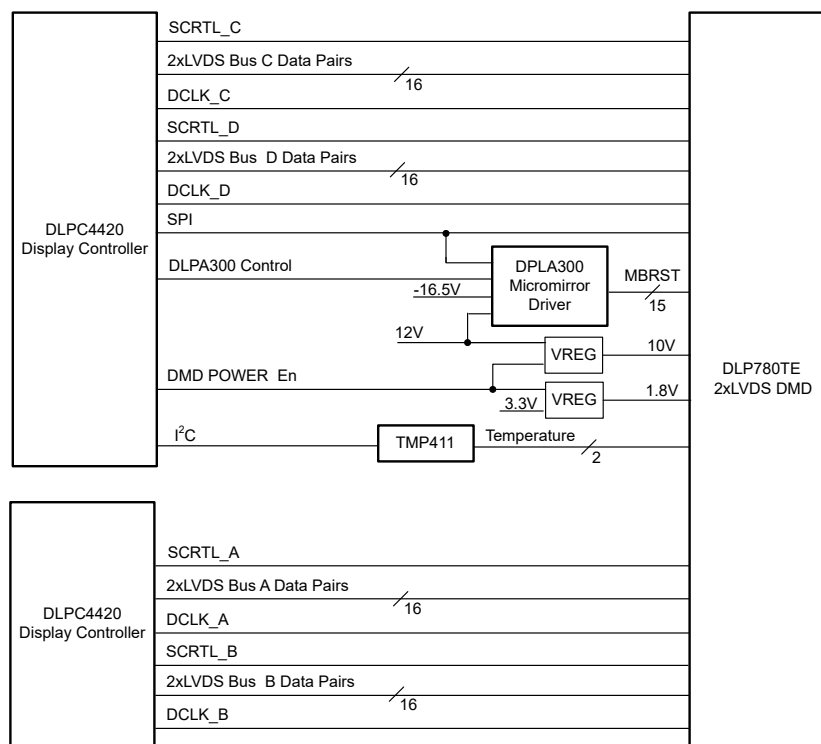 SCRTL_C
2xLVDS Bus C Data Pairs
16
DCLK_C
SCRTL_D
2xLVDS Bus D Data Pairs
16
DCLK_D
SPI
DLPC4420
Display Controller
DLPA300 Control
-16.5V
DPLA300
Micromirror
Driver
MBRST
15
12V
VREG
10V
DMD POWER En
3.3V
VREG
1.8V
DLP780TE
2xLVDS DMD
I²C
TMP411
Temperature
2
DLPC4420
Display Controller
SCRTL_A
2xLVDS Bus A Data Pairs
16
DCLK_A
SCRTL_B
2xLVDS Bus B Data Pairs
16
DCLK_B